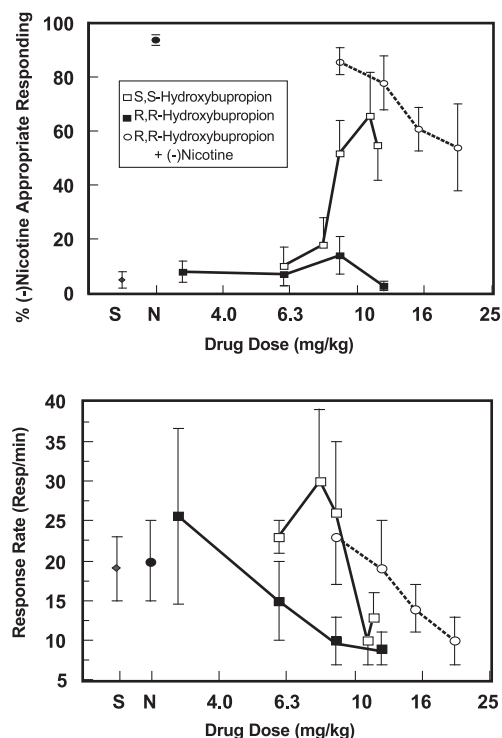 % (-)Nicotine Appropriate Responding
100
80
60
40
20
0
S,S-Hydroxybupropion
R,R-Hydroxybupropion
R,R-Hydroxybupropion
+ (-)Nicotine
S N 4.0 6.3 10 16 25
Drug Dose (mg/kg)
Response Rate (Resp/min)
40
35
30
25
20
15
10
5
S N 4.0 6.3 10 16 25
Drug Dose (mg/kg)